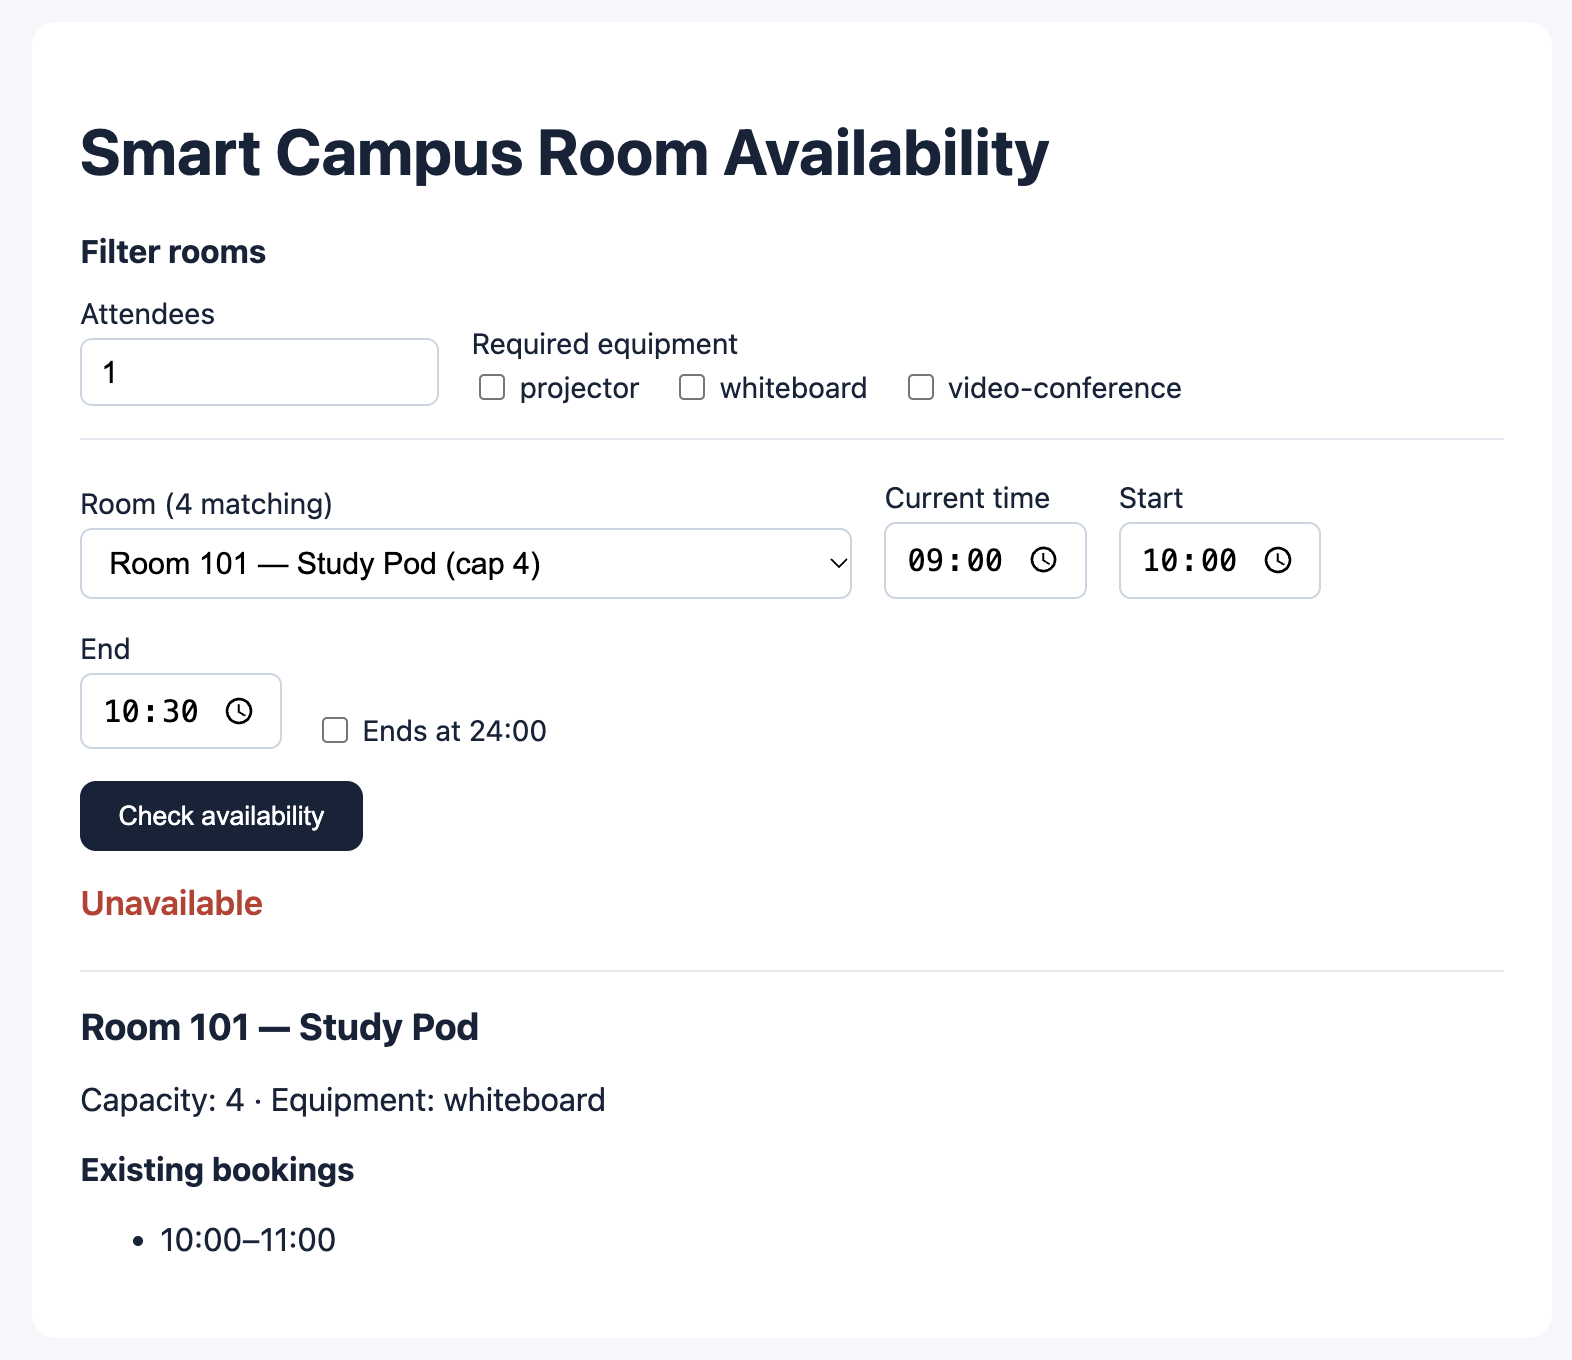 Smart Campus Room Availability
Filter rooms
Attendees
1
Required equipment
projector whiteboard video-conference
Room (4 matching)
Room 101 — Study Pod (cap 4)
Current time
09:00
Start
10:00
End
10:30
Ends at 24:00
Check availability
Unavailable
Room 101 — Study Pod
Capacity: 4 · Equipment: whiteboard
Existing bookings
• 10:00–11:00